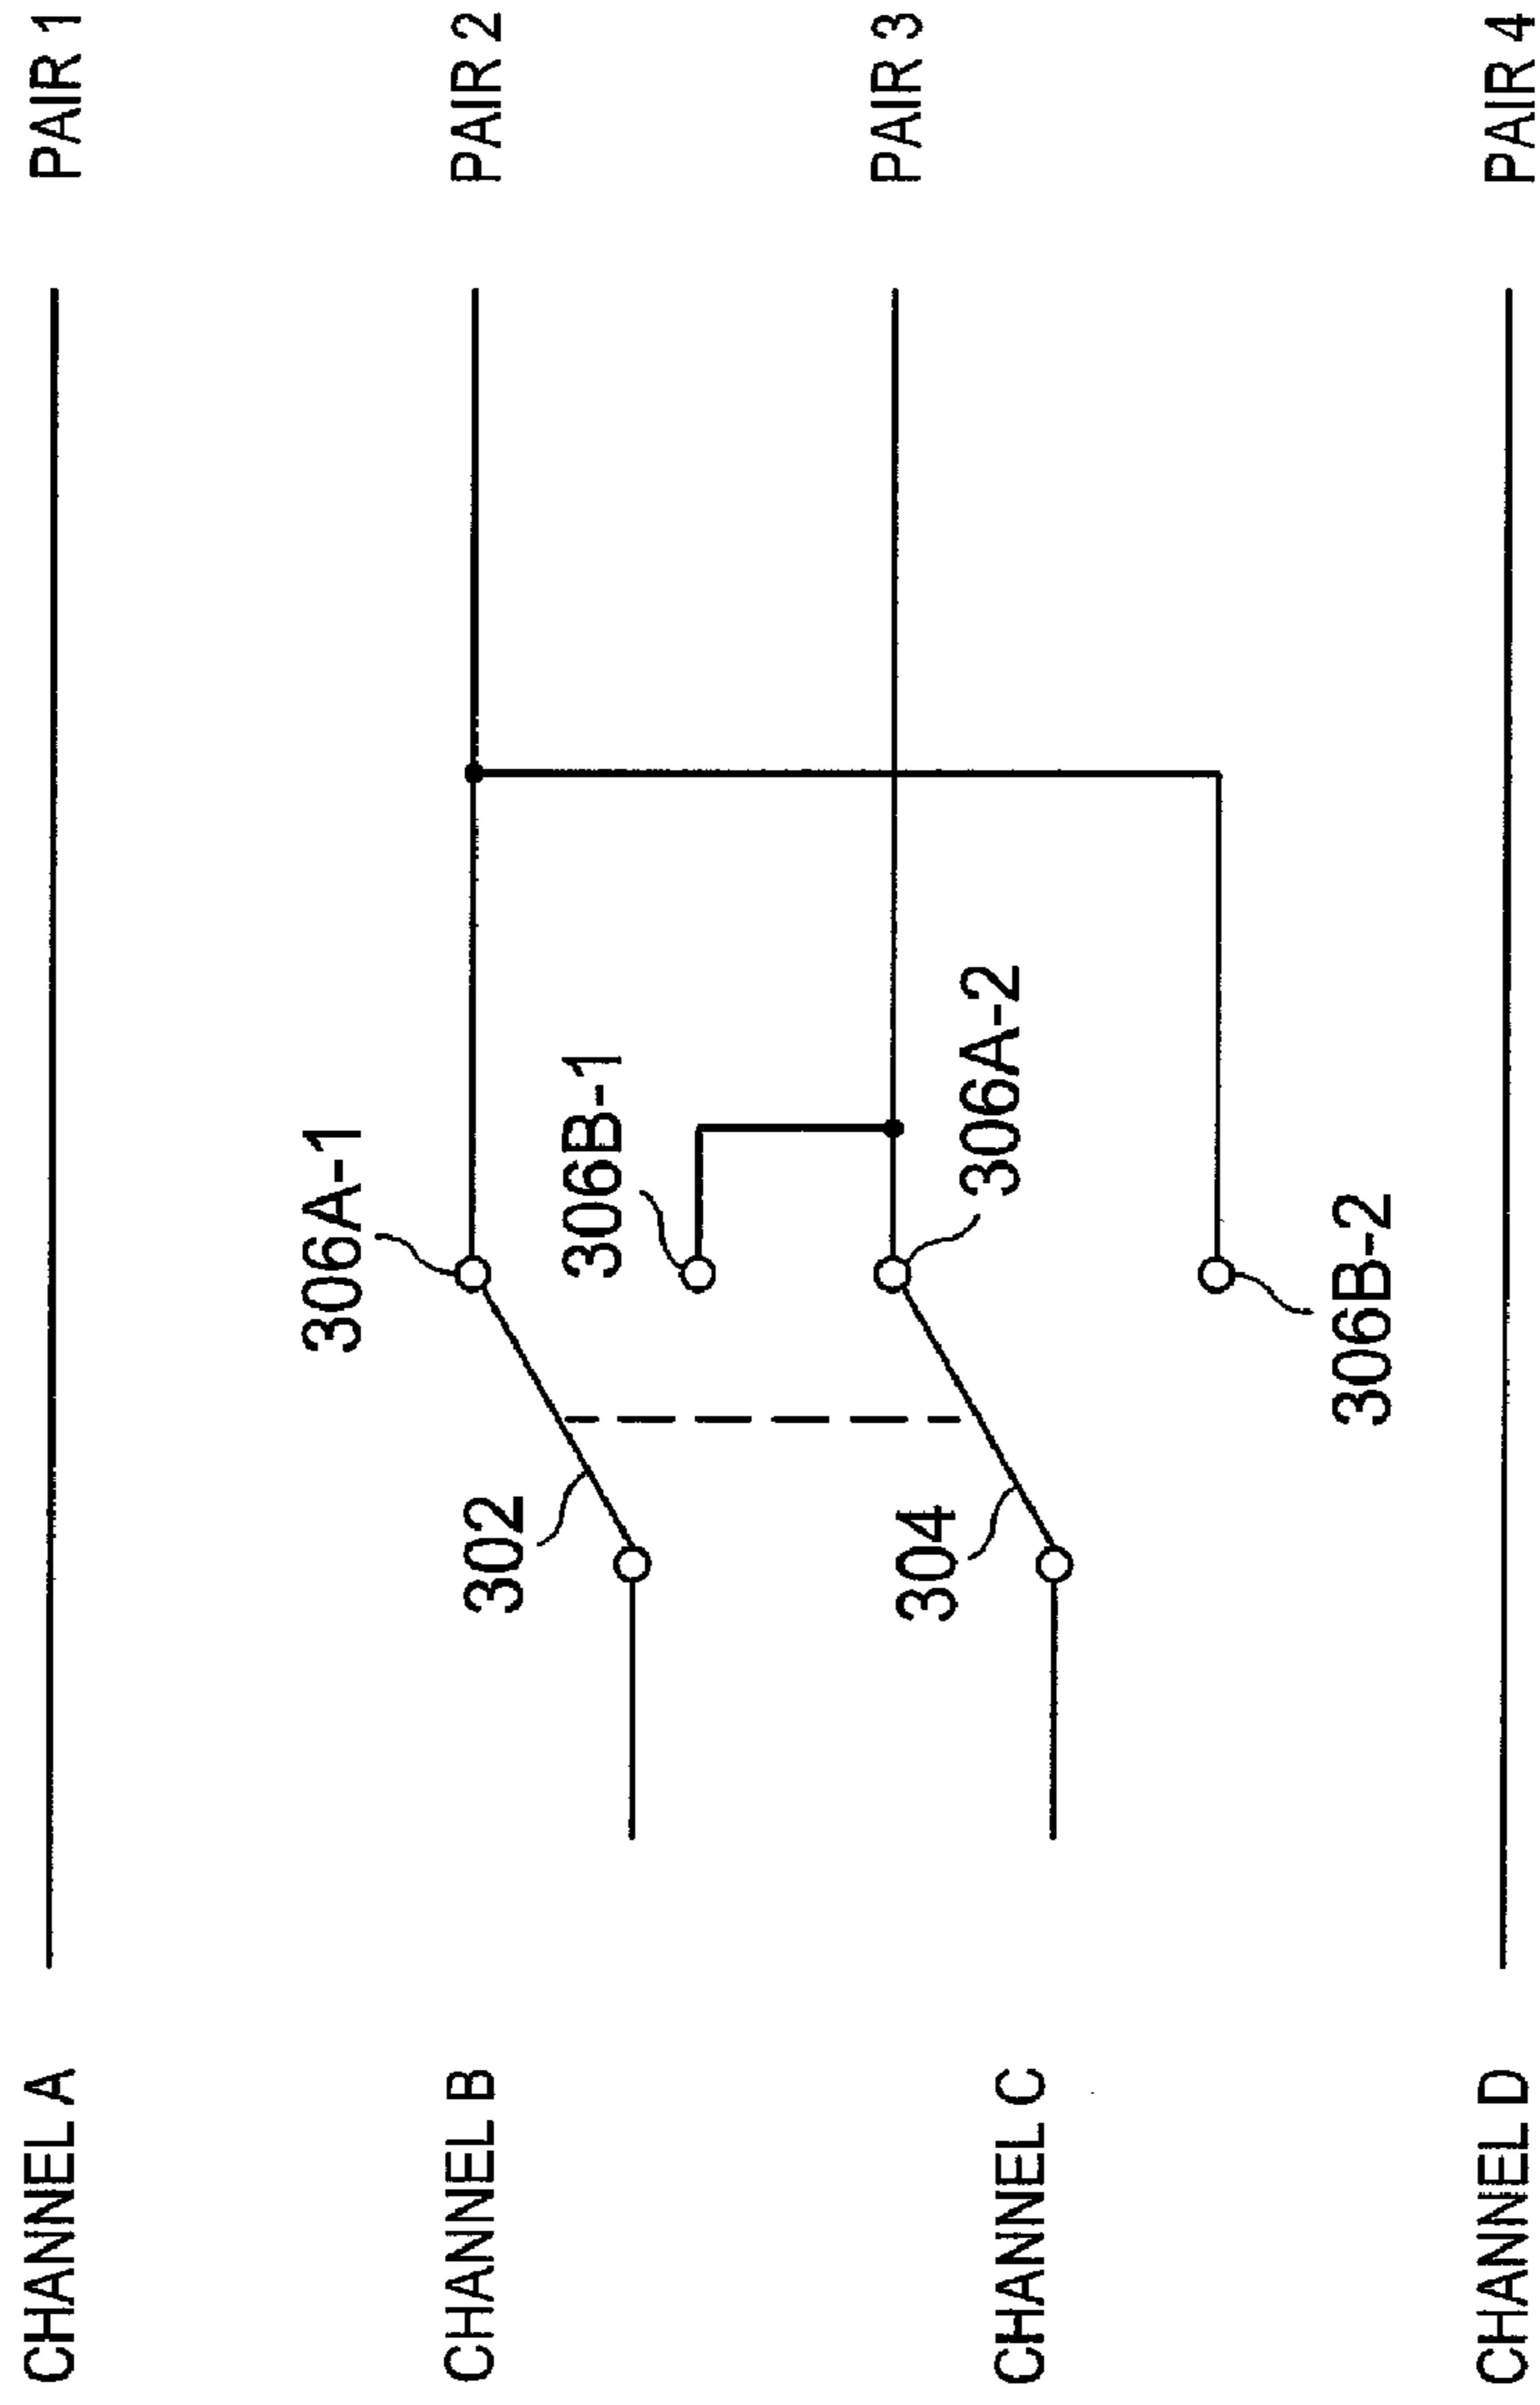 CHANNEL A
PAIR 1
306A-1
CHANNEL B
302
PAIR 2
306B-1
CHANNEL C
304
306A-2
PAIR 3
306B-2
CHANNEL D
PAIR 4